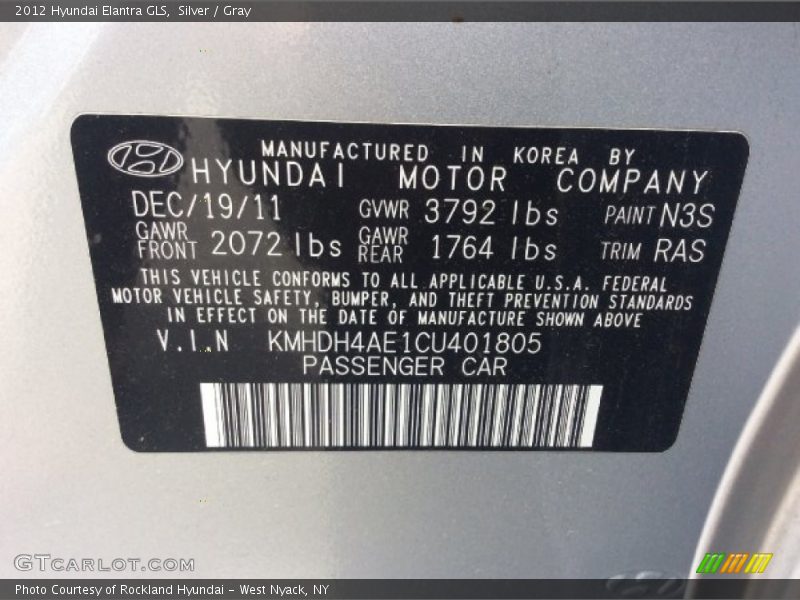 2012 Hyundai Elantra GLS, Silver / Gray
MANUFACTURED IN KOREA BY
HYUNDAI MOTOR COMPANY
DEC/19/11 GVWR 3792 lbs PAINT N3S
GAWR FRONT 2072 lbs GAWR REAR 1764 lbs TRIM RAS
THIS VEHICLE CONFORMS TO ALL APPLICABLE U.S.A. FEDERAL
MOTOR VEHICLE SAFETY, BUMPER, AND THEFT PREVENTION STANDARDS
IN EFFECT ON THE DATE OF MANUFACTURE SHOWN ABOVE
V.I.N KMHDH4AE1CU401805
PASSENGER CAR
GTCARLOT.COM
Photo Courtesy of Rockland Hyundai - West Nyack, NY